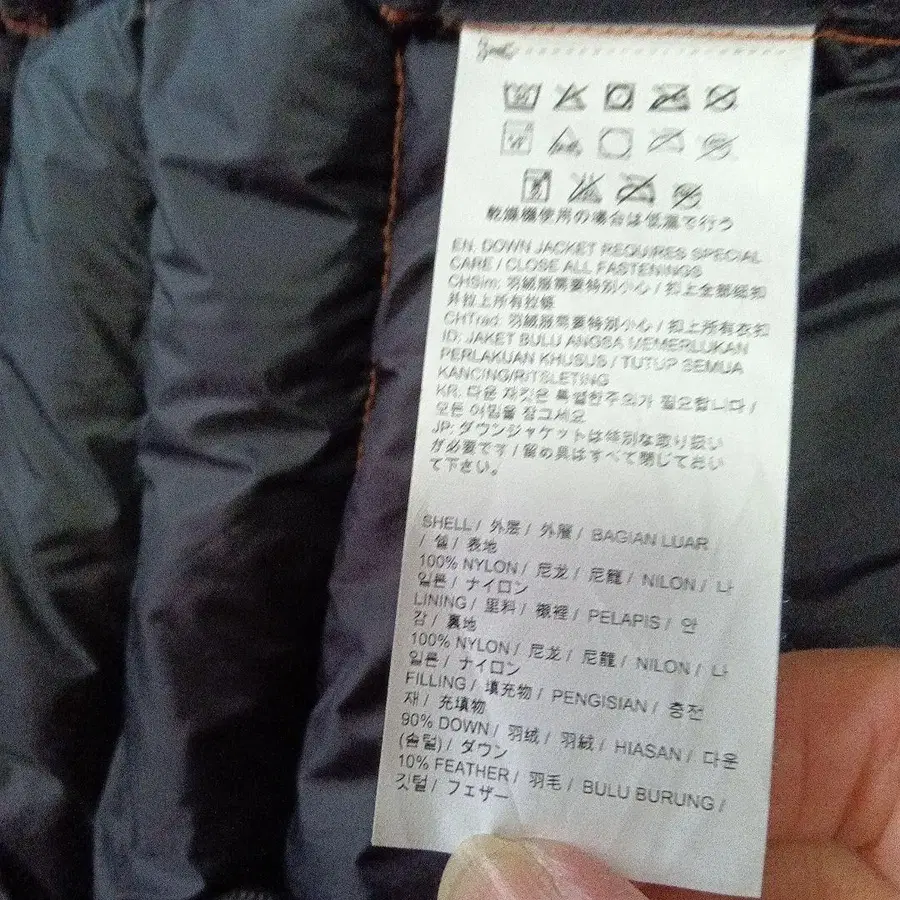 乾燥機使用の場合は低温で行う
EN. DOWN JACKET REQUIRES SPECIAL
CARE / CLOSE ALL FASTENINGS
CHSim: 羽绒服需要特别小心 / 扣上全部纽扣
并拉上所有拉链
CHTrad: 羽絨服需要特別小心 / 扣上所有衣扣
ID: JAKET BULU ANGSA MEMERLUKAN
PERLAKUAN KHUSUS / TUTUP SEMUA
KANCING/RITSLETING
KR: 다운 자킷은 특별한주의가 필요합니다 /
모든 여밈을 잠그세요
JP: ダウンジャケットは特別な取り扱い
が必要です / 留め具はすべて閉じておい
て下さい。
SHELL / 外层 / 外層 / BAGIAN LUAR
/ 쉘 / 表地
100% NYLON / 尼龙 / 尼龍 / NILON / 나
일론 / ナイロン
LINING / 里料 / 襯裡 / PELAPIS / 안
감 / 裏地
100% NYLON / 尼龙 / 尼龍 / NILON / 나
일론 / ナイロン
FILLING / 填充物 / PENGISIAN / 충전
재 / 充填物
90% DOWN / 羽绒 / 羽絨 / HIASAN / 다운
(솜털) / ダウン
10% FEATHER / 羽毛 / BULU BURUNG /
깃털 / フェザー